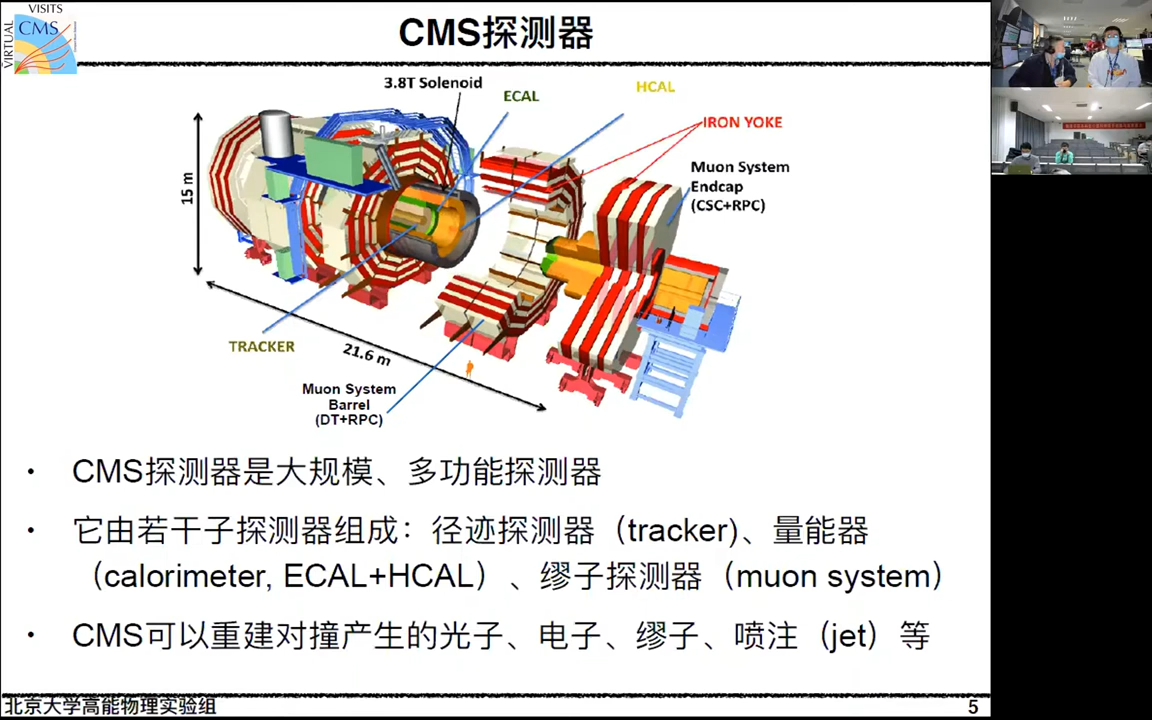 VISITS
VIRTUAL
CMS
CMS探测器
3.8T Solenoid
ECAL
HCAL
IRON YOKE
Muon System
Endcap
(CSC+RPC)
15 m
TRACKER
21.6 m
Muon System
Barrel
(DT+RPC)
• CMS探测器是大规模、多功能探测器
• 它由若干子探测器组成：径迹探测器（tracker)、量能器
（calorimeter, ECAL+HCAL）、缪子探测器（muon system）
• CMS可以重建对撞产生的光子、电子、缪子、喷注（jet）等
北京大学高能物理实验组
5